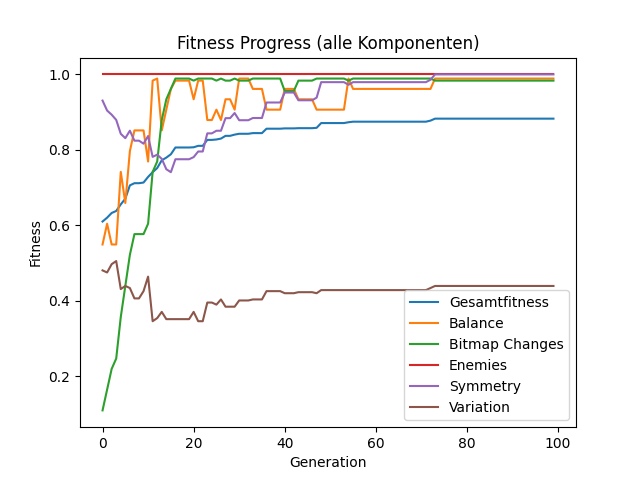 Fitness Progress (alle Komponenten)
Fitness
1.0
0.8
0.6
0.4
0.2
0
20
40
60
80
100
Generation
Gesamtfitness
Balance
Bitmap Changes
Enemies
Symmetry
Variation